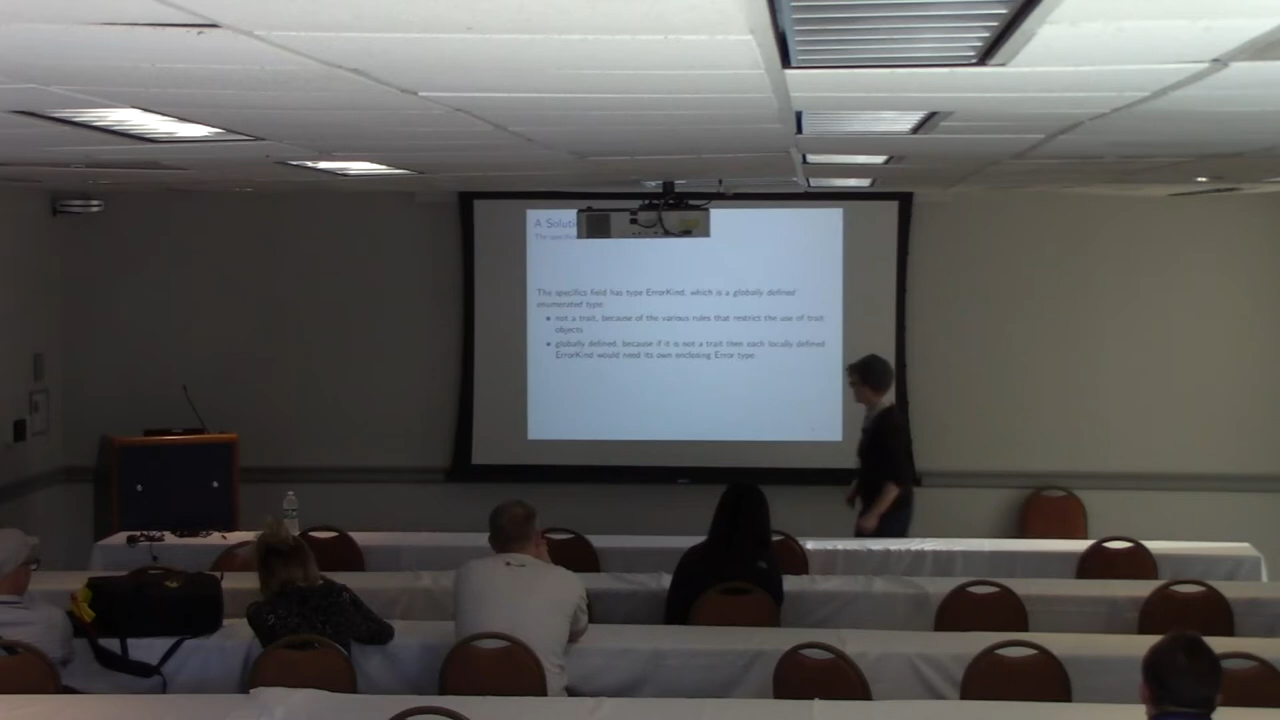 A Soluti
The specifi
The specifics field has type ErrorKind, which is a globally defined
enumerated type
• not a trait, because of the various rules that restrict the use of trait
objects
• globally defined, because if it is not a trait then each locally defined
ErrorKind would need its own enclosing Error type